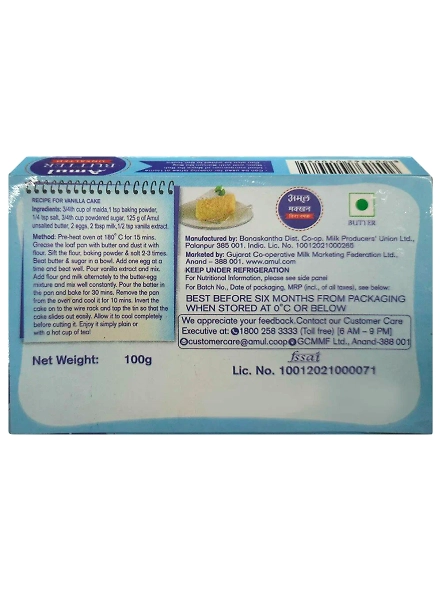 Amul
BUTTER
UNSALTED
RECIPE FOR VANILLA CAKE
Ingredients: 3/4th cup of maida,1 tsp baking powder,
1/4 tsp salt, 3/4th cup powdered sugar, 125 g of Amul
unsalted butter, 2 eggs, 2 tbsp milk,1/2 tsp vanilla extract.
Method: Pre-heat oven at 180° C for 15 mins.
Grease the loaf pan with butter and dust it with
flour. Sift the flour, baking powder & salt 2-3 times.
Beat butter & sugar in a bowl. Add one egg at a
time and beat well. Pour vanilla extract and mix.
Add flour and milk alternately to the butter-egg
mixture and mix well constantly. Pour the batter in
the pan and bake for 30 mins. Remove the pan
from the oven and cool it for 10 mins. Invert the
cake on to the wire rack and tap the tin so that the
cake slides out easily. Allow it to cool completely
before cutting it. Enjoy it simply plain or
with a hot cup of tea!
Net Weight: 100g
अमूल
मक्खन
BUTTER
Manufactured by: Banaskantha Dist. Co-op. Milk Producers' Union Ltd.,
Palanpur 385 001. India. Lic. No. 10012021000265
Marketed by: Gujarat Co-operative Milk Marketing Federation Ltd.,
Anand – 388 001. www.amul.com
KEEP UNDER REFRIGERATION
For Nutritional Information, please see side panel
For Batch No., Date of packaging, MRP (incl., of all taxes), see below:
BEST BEFORE SIX MONTHS FROM PACKAGING
WHEN STORED AT 0°C OR BELOW
We appreciate your feedback.Contact our Customer Care
Executive at: 1800 258 3333 (Toll free) [6 AM – 9 PM]
customercare@amul.coop GCMMF Ltd., Anand-388 001
fssai
Lic. No. 10012021000071